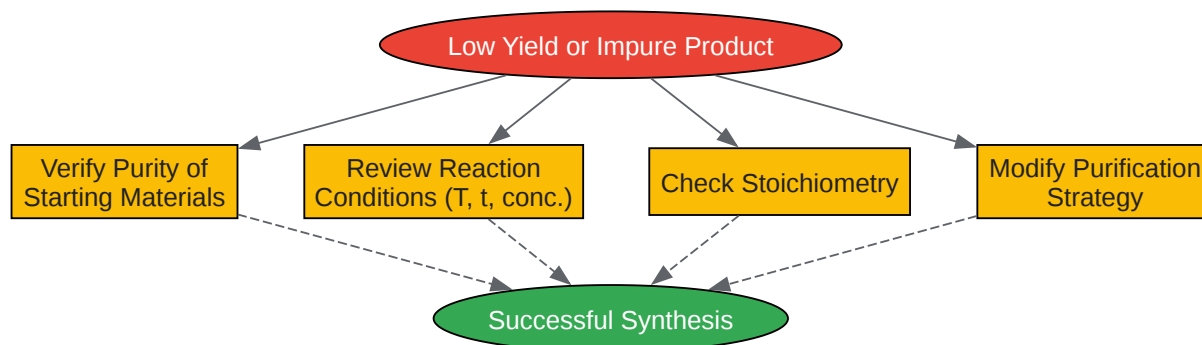 Low Yield or Impure Product
Verify Purity of
Starting Materials
Review Reaction
Conditions (T, t, conc.)
Check Stoichiometry
Modify Purification
Strategy
Successful Synthesis